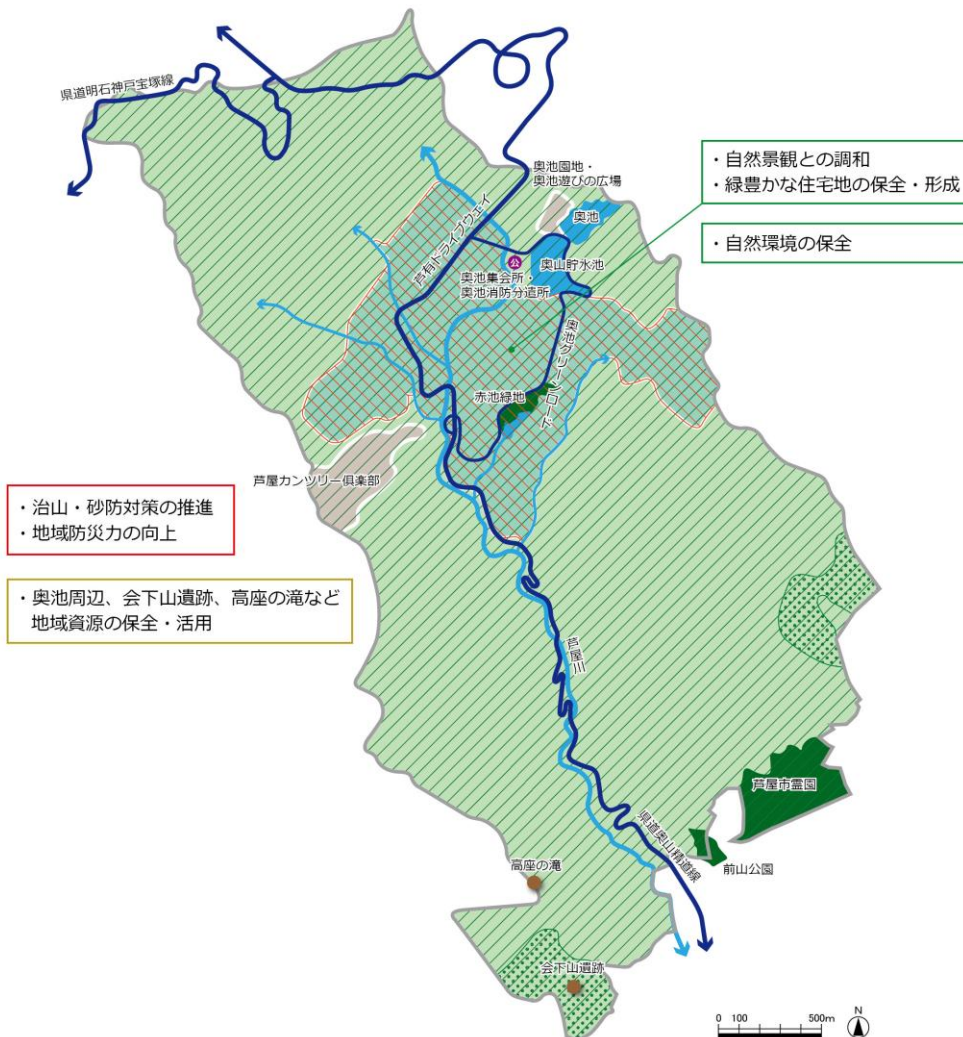 県道明石神戸宝塚線
・自然景観との調和
・緑豊かな住宅地の保全・形成
・自然環境の保全
奥池園地・
奥池遊びの広場
奥池
芦有ドライブウェイ
公
奥山貯水池
奥池集会所・
奥池消防分遣所
奥池グリーンロード
赤池緑地
芦屋カンツリー倶楽部
・治山・砂防対策の推進
・地域防災力の向上
・奥池周辺、会下山遺跡、高座の滝など
地域資源の保全・活用
芦屋川
芦屋市霊園
県道奥山精道線
前山公園
高座の滝
会下山遺跡
0 100 500m
N